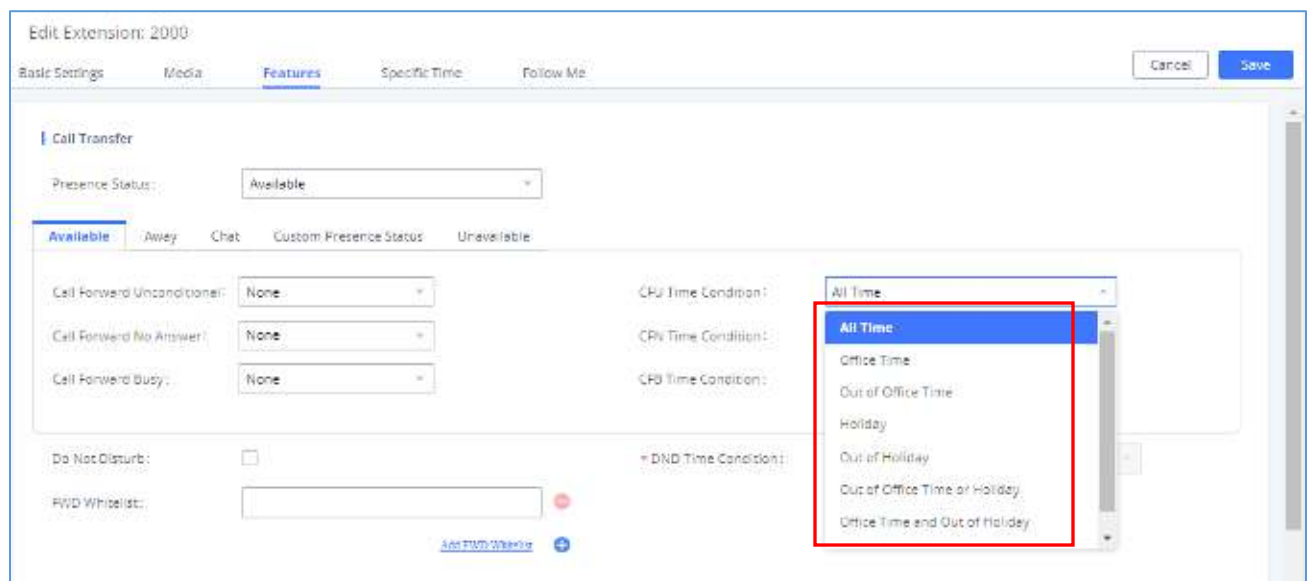 Edit Extension: 2000
Basic Settings Media Features Specific Time Follow Me Cancel Save
Call Transfer
Presence Status: Available
Available Away Chat Custom Presence Status Unavailable
Call Forward Unconditional: None CFU Time Condition: All Time
Call Forward No Answer: None CFN Time Condition: All Time
Office Time
Call Forward Busy: None CFB Time Condition: Out of Office Time
Holiday
Do Not Disturb: * DND Time Condition: Out of Holiday
Out of Office Time or Holiday
FWD Whitelist:
Office Time and Out of Holiday
Add FWD Whitelist